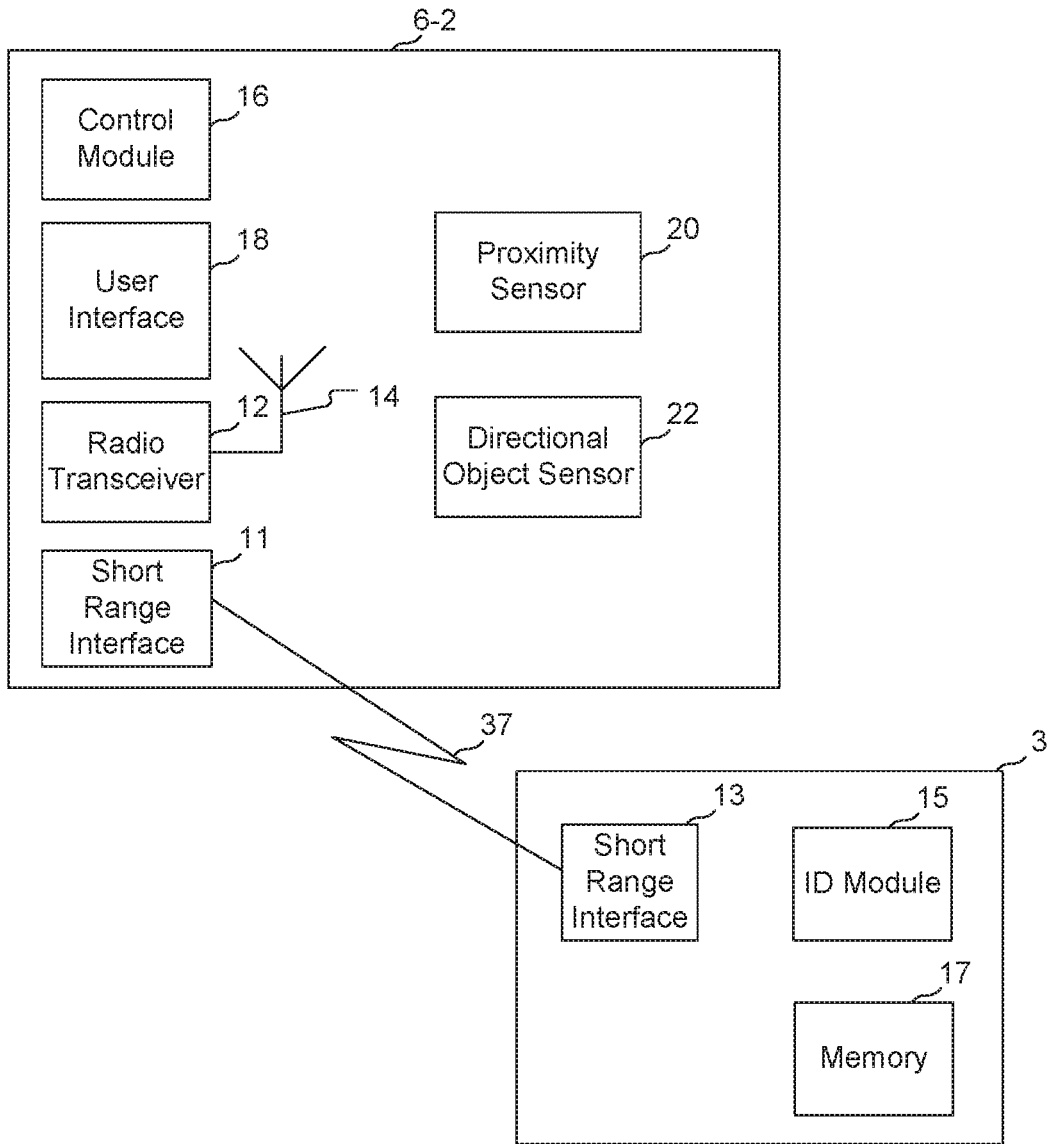 6-2
Control
Module
16
User
Interface
18
Proximity
Sensor
20
Radio
Transceiver
12
14
Directional
Object Sensor
22
Short
Range
Interface
11
37
3
Short
Range
Interface
13
ID Module
15
Memory
17